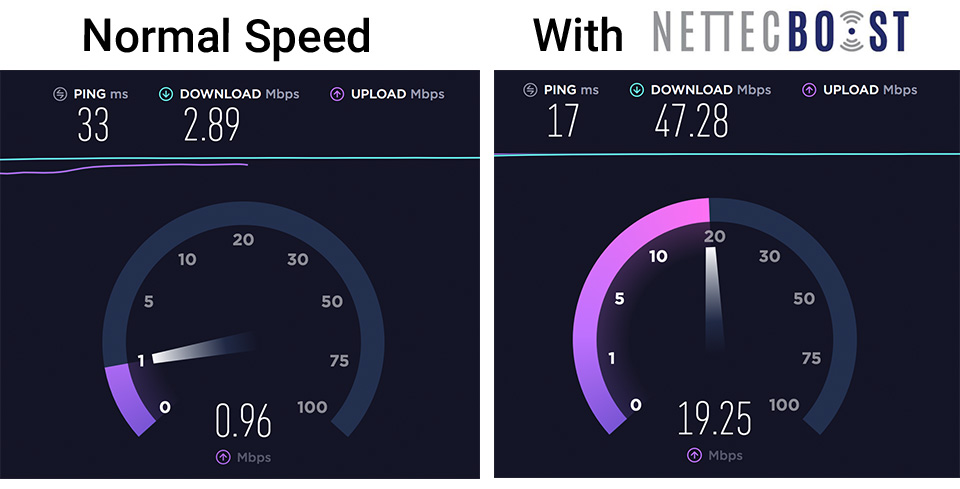 Normal Speed
PING ms DOWNLOAD Mbps UPLOAD Mbps
33 2.89
20
10 30
5 50
1 75
0 100
0.96
Mbps
With NETTECBOOST
PING ms DOWNLOAD Mbps UPLOAD Mbps
17 47.28
20
10 30
5 50
1 75
0 100
19.25
Mbps